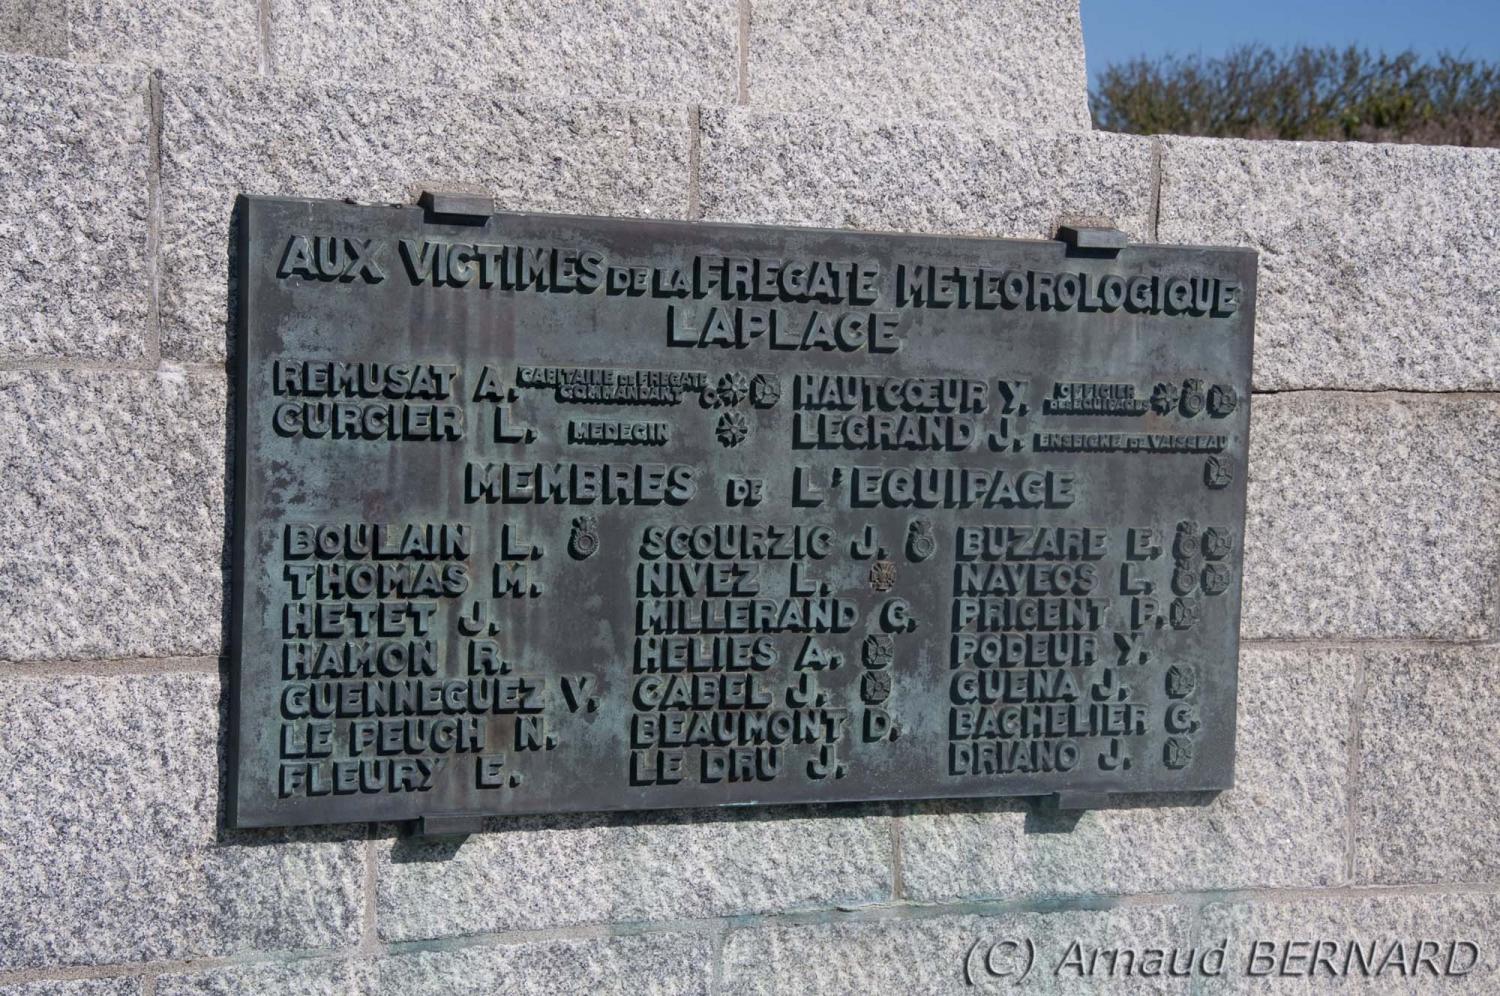 AUX VICTIMES DE LA FREGATE METEOROLOGIQUE
LAPLACE
REMUSAT A. CAPITAINE DE FREGATE COMMANDANT
CURCIER L. MEDECIN
HAUTCŒUR Y. OFFICIER DES EQUIPAGES
LEGRAND J. ENSEIGNE DE VAISSEAU
MEMBRES DE L'EQUIPAGE
BOULAIN L.
THOMAS M.
HETET J.
HAMON R.
GUENNEGUEZ V.
LE PEUCH N.
FLEURY E.
SCOURZIC J.
NIVEZ L.
MILLERAND G.
HELIES A.
CABEL J.
BEAUMONT D.
LE DRU J.
BUZARE E.
NAVEOS L.
PRIGENT P.
PODEUR Y.
GUENA J.
BACHELIER G.
DRIANO J.
(C) Arnaud BERNARD